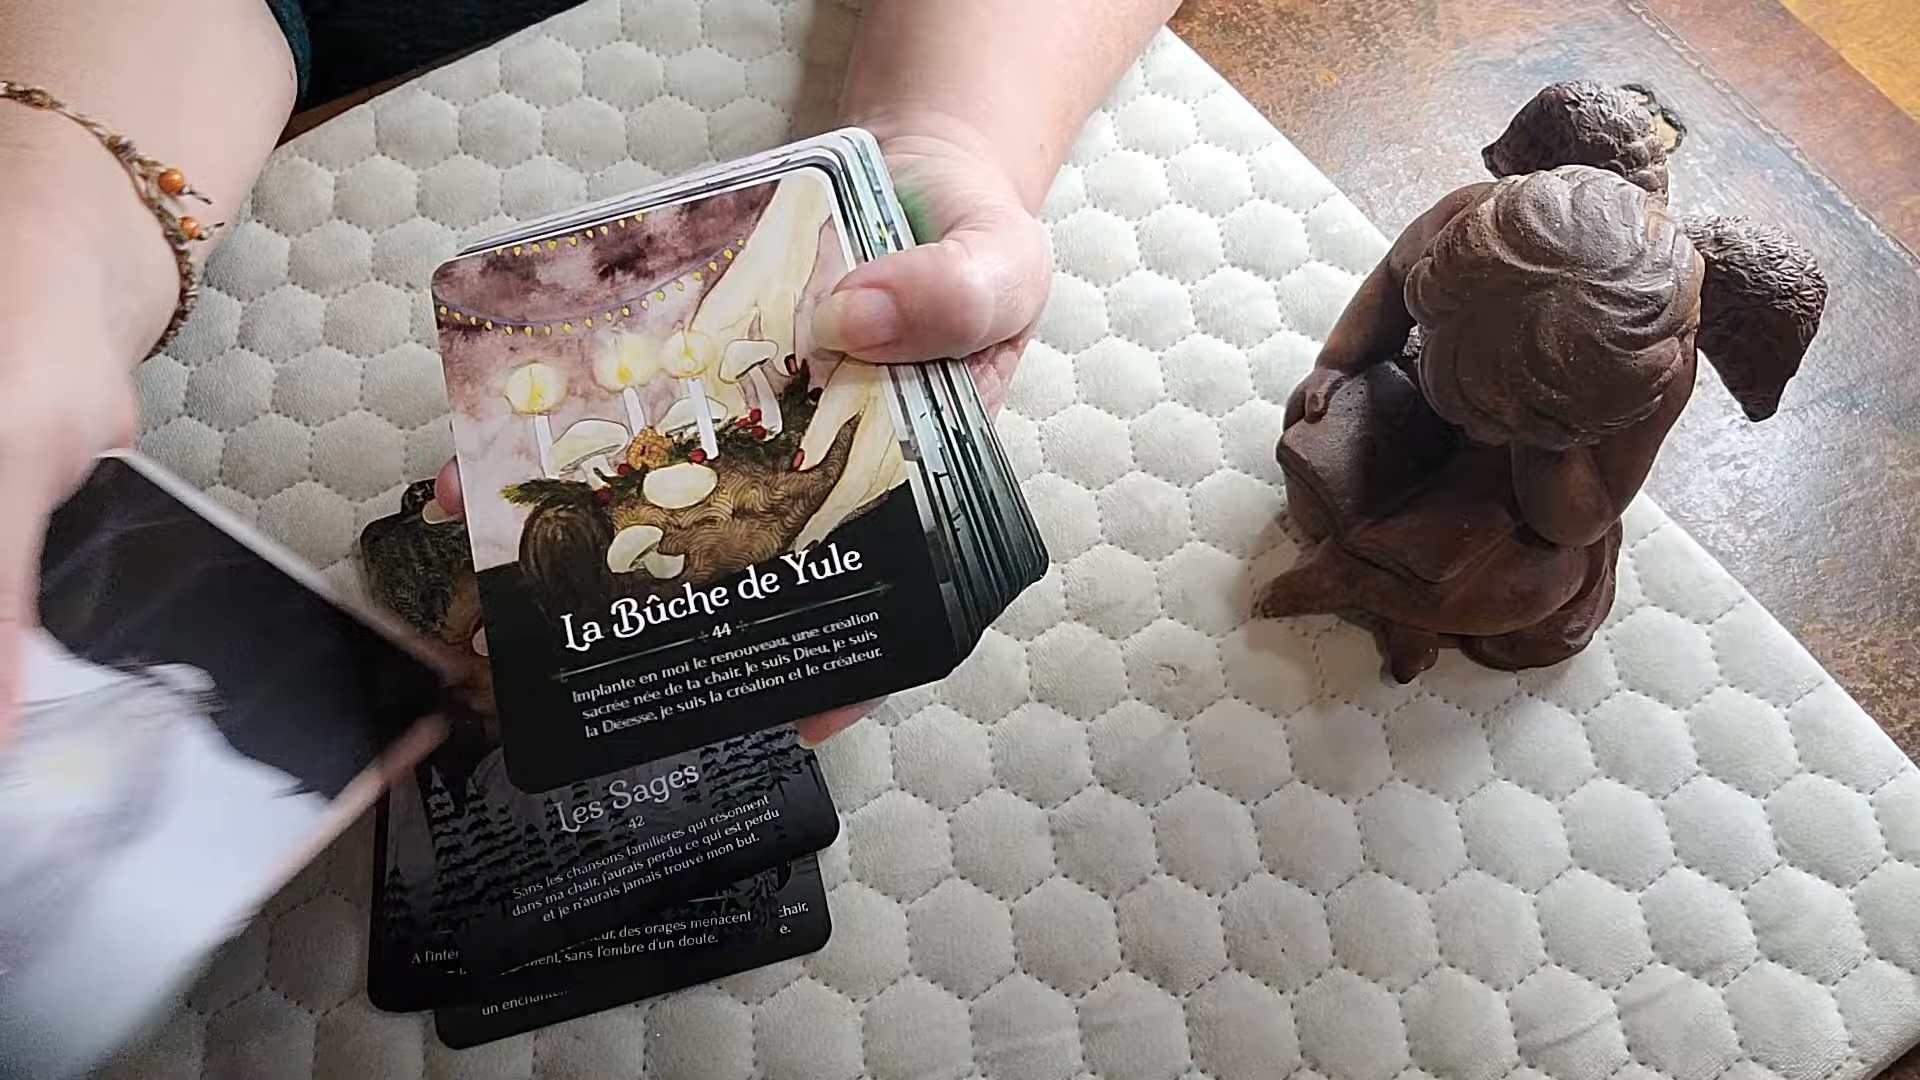 La Bûche de Yule
44
Implante en moi le renouveau, une création
sacrée née de ta chair. Je suis Dieu, je suis
la Déesse, je suis la création et le créateur.
Les Sages
42
Sans les chansons familières qui résonnent
dans ma chair, j'aurais perdu ce qui est perdu
et je n'aurais jamais trouvé mon but.
A l'inté
des orages menacent
chair,
sans l'ombre d'un doute.
un